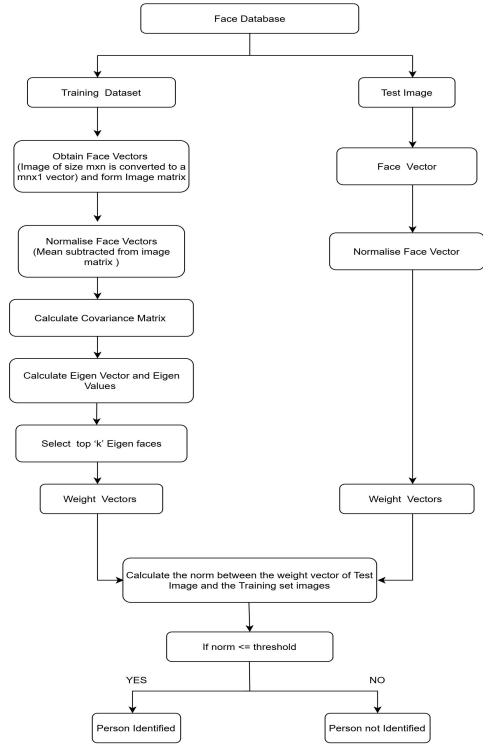 Face Database
Training Dataset
Test Image
Obtain Face Vectors
(Image of size mxn is converted to a
mnx1 vector) and form Image matrix
Face Vector
Normalise Face Vectors
(Mean subtracted from image
matrix )
Normalise Face Vector
Calculate Covariance Matrix
Calculate Eigen Vector and Eigen
Values
Select top ‘k’ Eigen faces
Weight Vectors
Weight Vectors
Calculate the norm between the weight vector of Test
Image and the Training set images
If norm <= threshold
YES
NO
Person Identified
Person not Identified